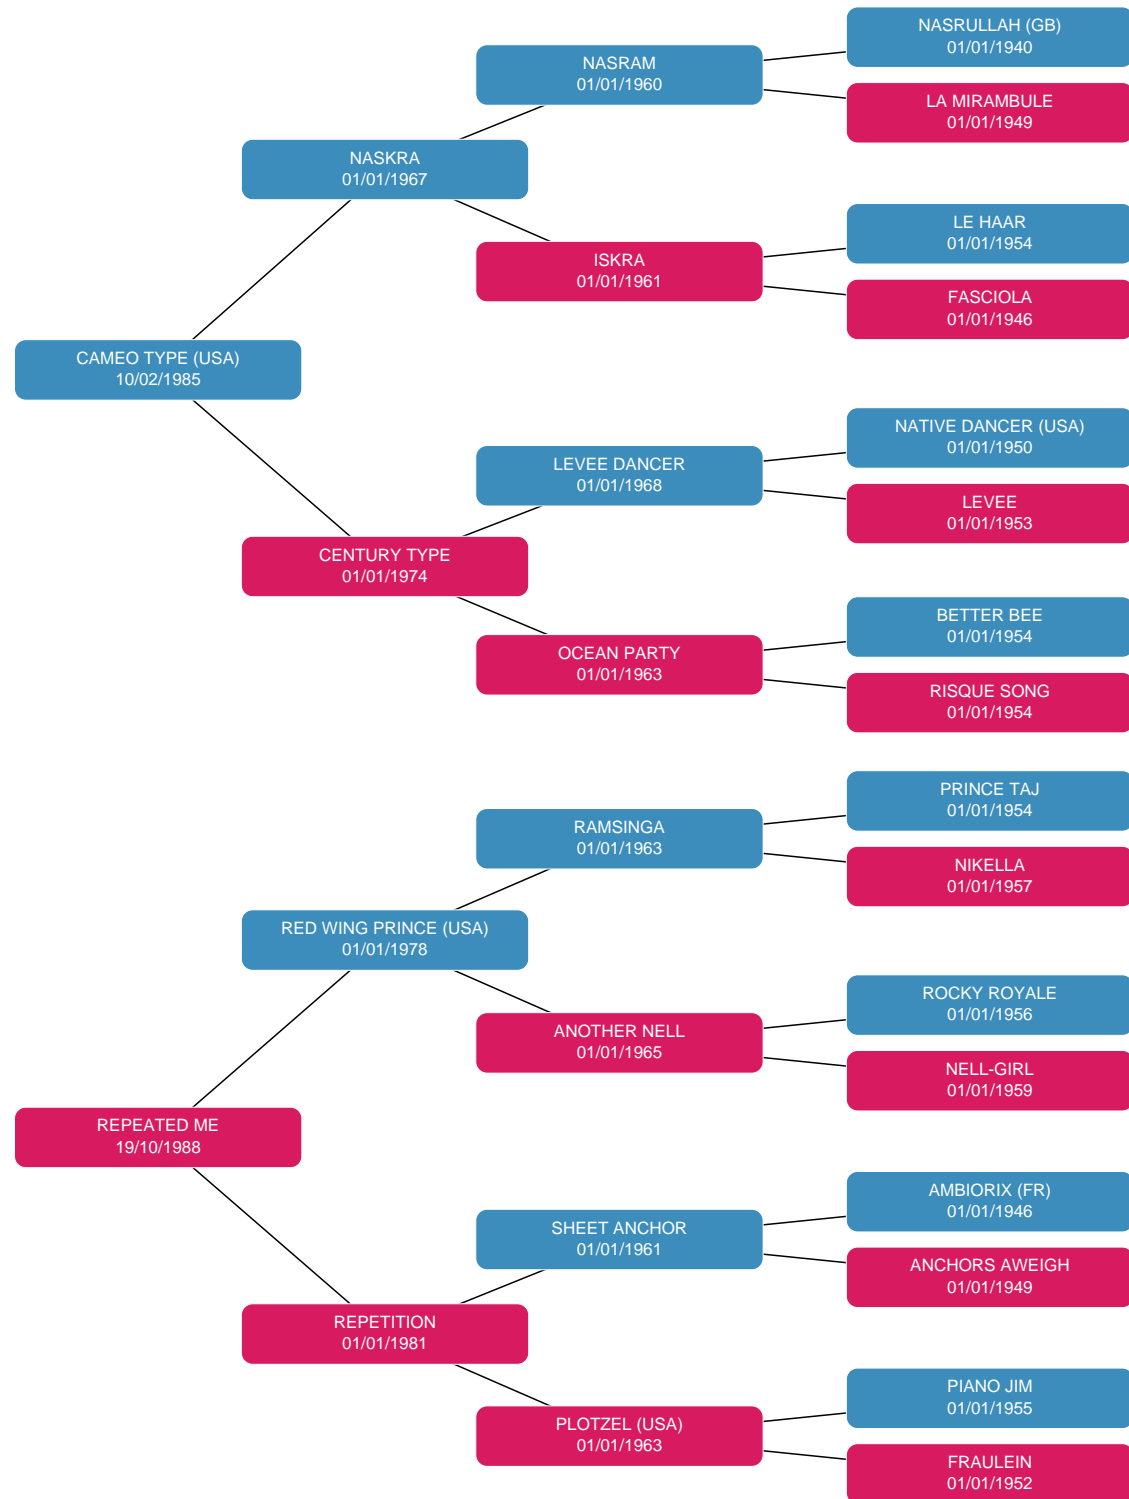 NASRULLAH (GB)
01/01/1940
NASRAM
01/01/1960
LA MIRAMBULE
01/01/1949
NASKRA
01/01/1967
LE HAAR
01/01/1954
ISKRA
01/01/1961
FASCIOLA
01/01/1946
CAMEO TYPE (USA)
10/02/1985
NATIVE DANCER (USA)
01/01/1950
LEVEE DANCER
01/01/1968
LEVEE
01/01/1953
CENTURY TYPE
01/01/1974
BETTER BEE
01/01/1954
OCEAN PARTY
01/01/1963
RISQUE SONG
01/01/1954
PRINCE TAJ
01/01/1954
RAMSINGA
01/01/1963
NIKELLA
01/01/1957
RED WING PRINCE (USA)
01/01/1978
ROCKY ROYALE
01/01/1956
ANOTHER NELL
01/01/1965
NELL-GIRL
01/01/1959
REPEATED ME
19/10/1988
AMBIORIX (FR)
01/01/1946
SHEET ANCHOR
01/01/1961
ANCHORS AWEIGH
01/01/1949
REPETITION
01/01/1981
PIANO JIM
01/01/1955
PLOTZEL (USA)
01/01/1963
FRAULEIN
01/01/1952